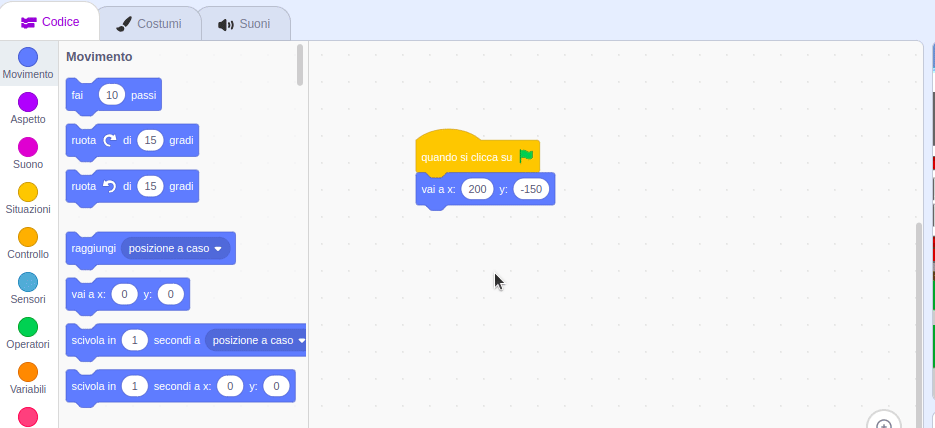 Codice Costumi Suoni
Movimento
Aspetto
Suono
Situazioni
Controllo
Sensori
Operatori
Variabili
Movimento
fai 10 passi
ruota di 15 gradi
ruota di 15 gradi
raggiungi posizione a caso
vai a x: 0 y: 0
scivola in 1 secondi a posizione a caso
scivola in 1 secondi a x: 0 y: 0
quando si clicca su
vai a x: 200 y: -150